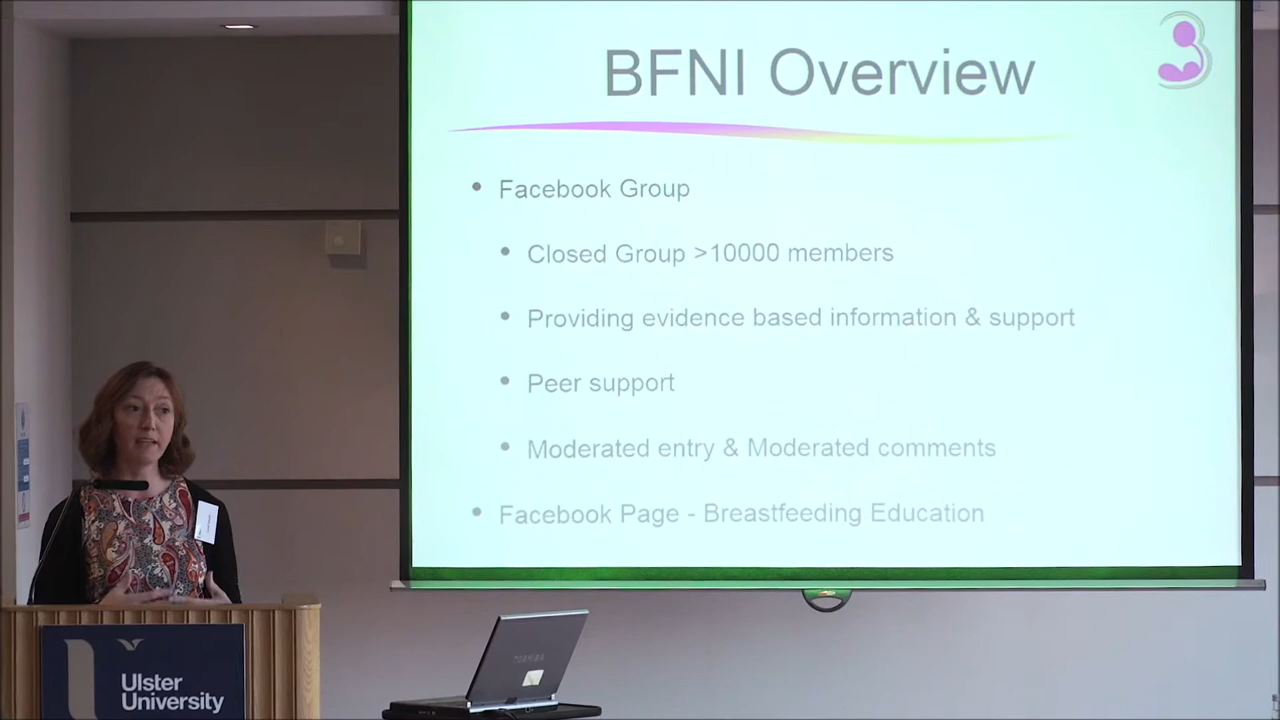 BFNI Overview
• Facebook Group
• Closed Group >10000 members
• Providing evidence based information & support
• Peer support
• Moderated entry & Moderated comments
• Facebook Page - Breastfeeding Education
Ulster
University
TOSHIBA